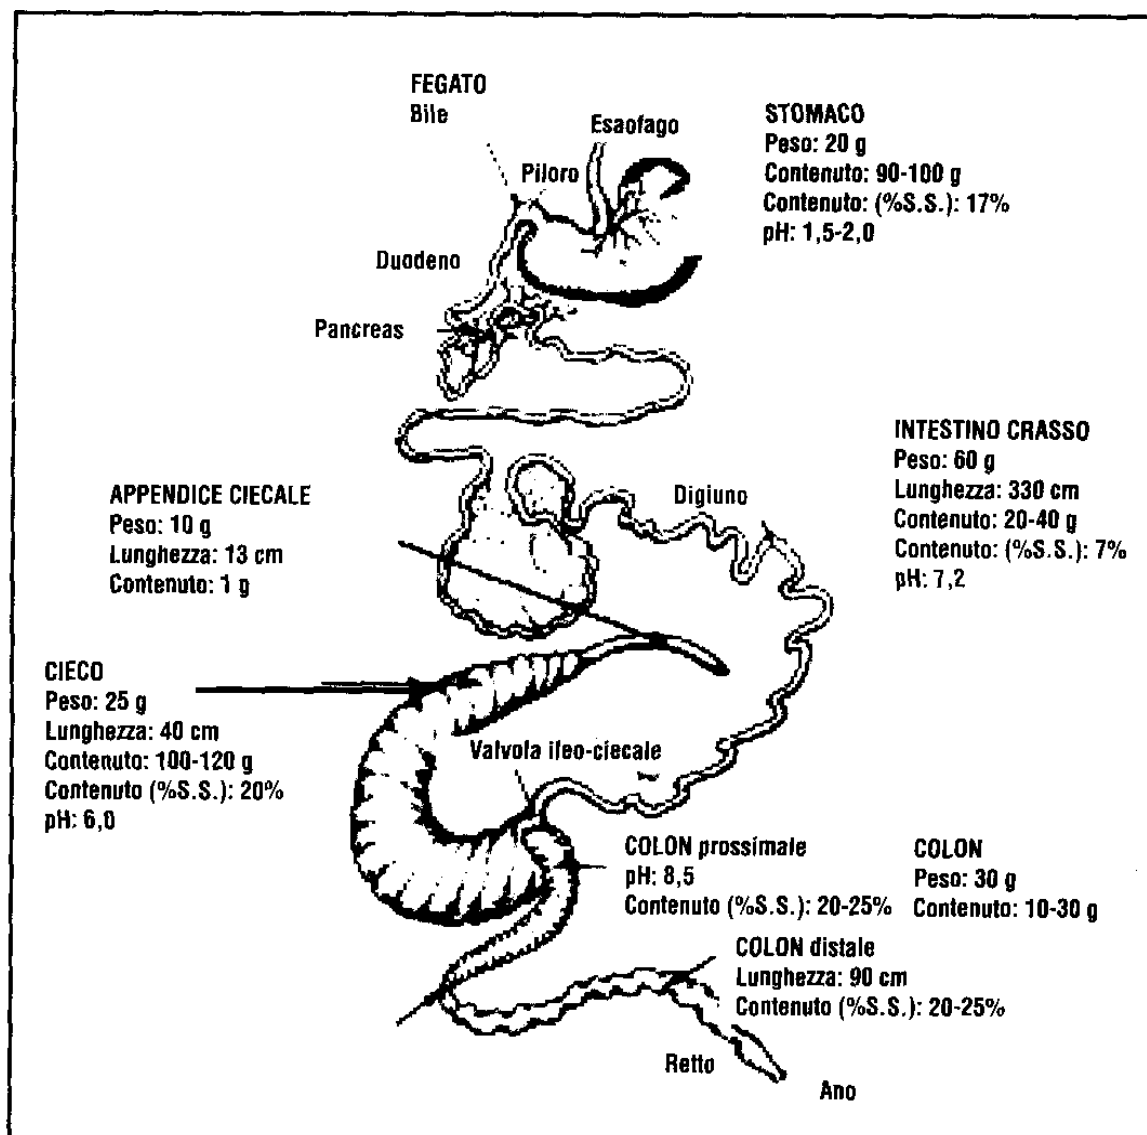 FEGATO
Bile
Esaofago
Piloro
STOMACO
Peso: 20 g
Contenuto: 90-100 g
Contenuto: (%S.S.): 17%
pH: 1,5-2,0
Duodeno
Pancreas
INTESTINO CRASSO
Peso: 60 g
Lunghezza: 330 cm
Contenuto: 20-40 g
Contenuto: (%S.S.): 7%
pH: 7,2
Digiuno
APPENDICE CIECALE
Peso: 10 g
Lunghezza: 13 cm
Contenuto: 1 g
CIECO
Peso: 25 g
Lunghezza: 40 cm
Contenuto: 100-120 g
Contenuto (%S.S.): 20%
pH: 6,0
Valvola ileo-ciecale
COLON prossimale
pH: 8,5
Contenuto (%S.S.): 20-25%
COLON
Peso: 30 g
Contenuto: 10-30 g
COLON distale
Lunghezza: 90 cm
Contenuto (%S.S.): 20-25%
Retto
Ano